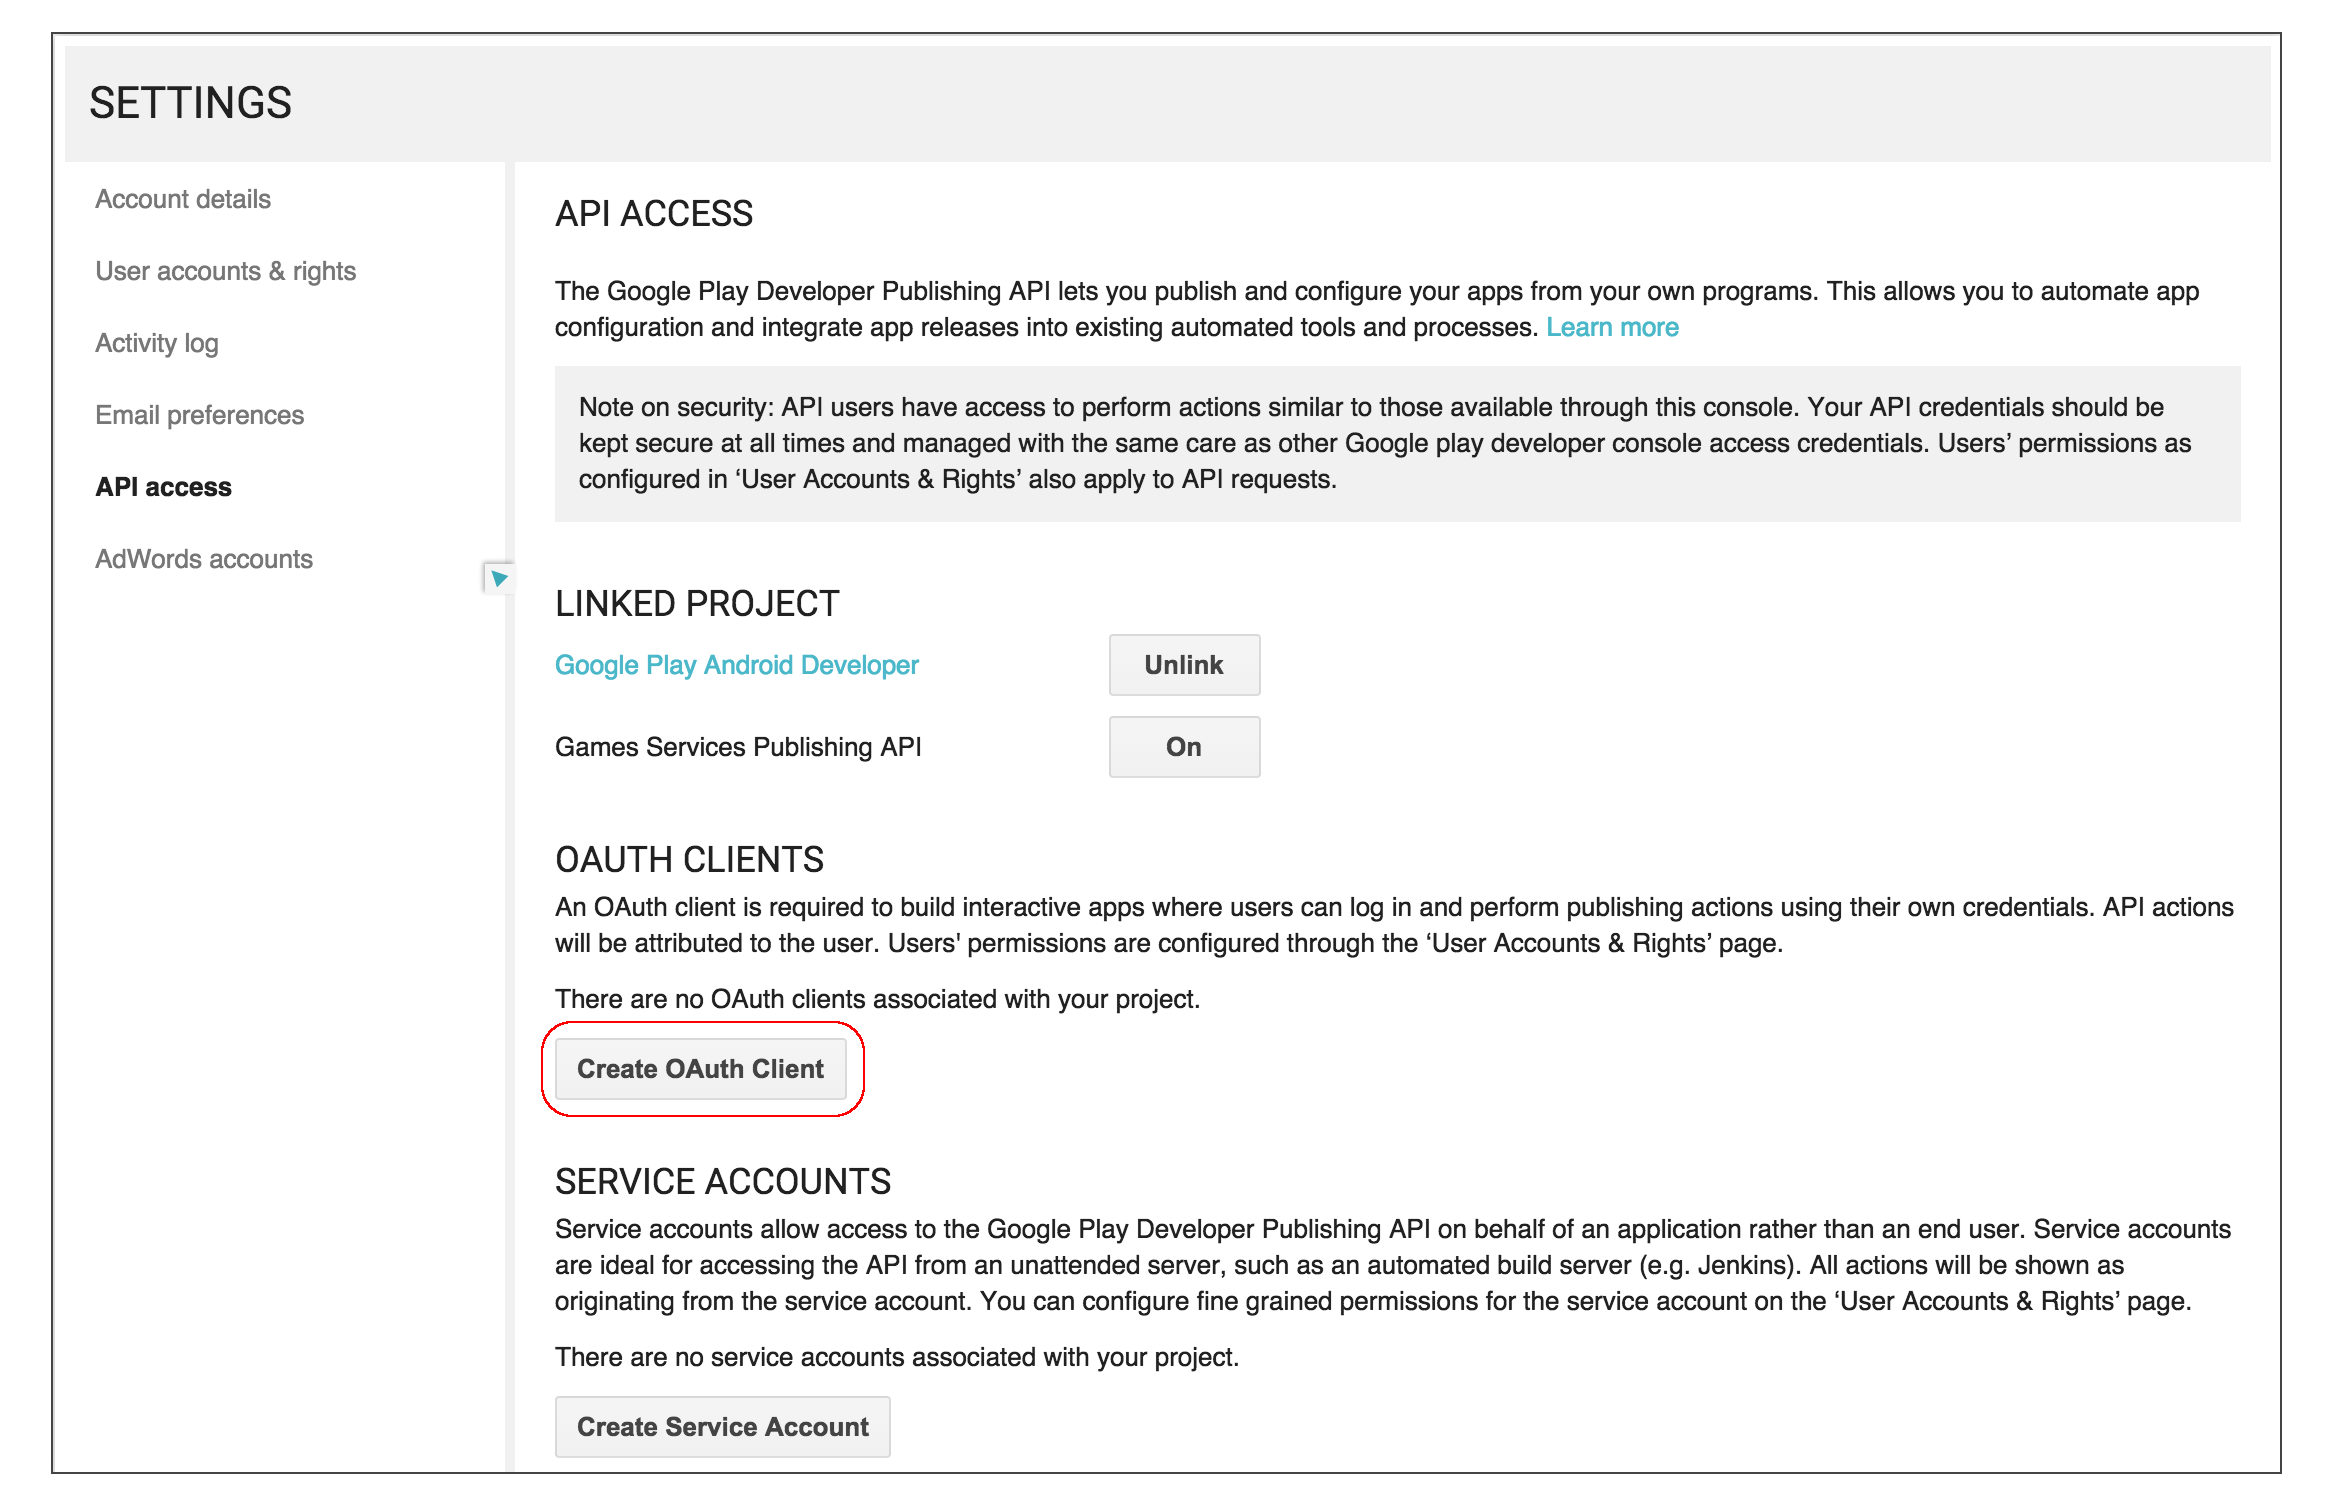 SETTINGS
Account details
User accounts & rights
Activity log
Email preferences
API access
AdWords accounts
API ACCESS
The Google Play Developer Publishing API lets you publish and configure your apps from your own programs. This allows you to automate app
configuration and integrate app releases into existing automated tools and processes. Learn more
Note on security: API users have access to perform actions similar to those available through this console. Your API credentials should be
kept secure at all times and managed with the same care as other Google play developer console access credentials. Users’ permissions as
configured in ‘User Accounts & Rights’ also apply to API requests.
LINKED PROJECT
Google Play Android Developer
Unlink
Games Services Publishing API
On
OAUTH CLIENTS
An OAuth client is required to build interactive apps where users can log in and perform publishing actions using their own credentials. API actions
will be attributed to the user. Users' permissions are configured through the ‘User Accounts & Rights’ page.
There are no OAuth clients associated with your project.
Create OAuth Client
SERVICE ACCOUNTS
Service accounts allow access to the Google Play Developer Publishing API on behalf of an application rather than an end user. Service accounts
are ideal for accessing the API from an unattended server, such as an automated build server (e.g. Jenkins). All actions will be shown as
originating from the service account. You can configure fine grained permissions for the service account on the ‘User Accounts & Rights’ page.
There are no service accounts associated with your project.
Create Service Account